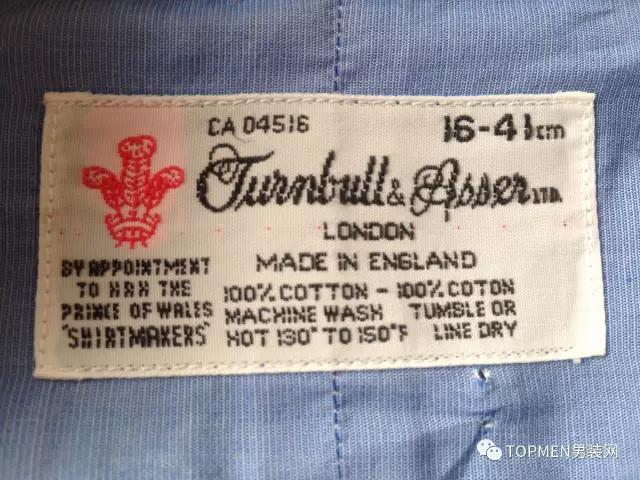 CA 04516
16-41cm
Turnbull & Asser LTD.
LONDON
MADE IN ENGLAND
BY APPOINTMENT
TO HRH THE
PRINCE OF WALES
"SHIRTMAKERS"
100% COTTON - 100% COTON
MACHINE WASH TUMBLE OR
HOT 130° TO 150°F LINE DRY
TOPMEN男装网